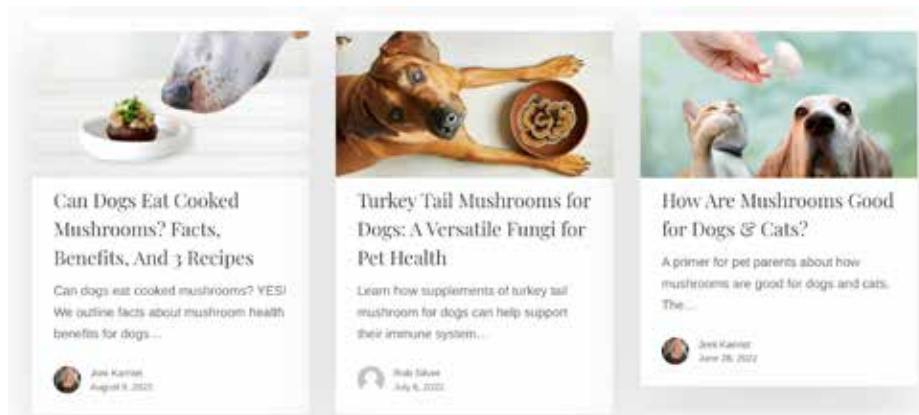 Can Dogs Eat Cooked
Mushrooms? Facts,
Benefits, And 3 Recipes
Can dogs eat cooked mushrooms? YES!
We outline facts about mushroom health
benefits for dogs…
August 9, 2022
Turkey Tail Mushrooms for
Dogs: A Versatile Fungi for
Pet Health
Learn how supplements of turkey tail
mushroom for dogs can help support
their immune system…
Rob Silver
July 6, 2022
How Are Mushrooms Good
for Dogs & Cats?
A primer for pet parents about how
mushrooms are good for dogs and cats.
The…
June 28, 2022